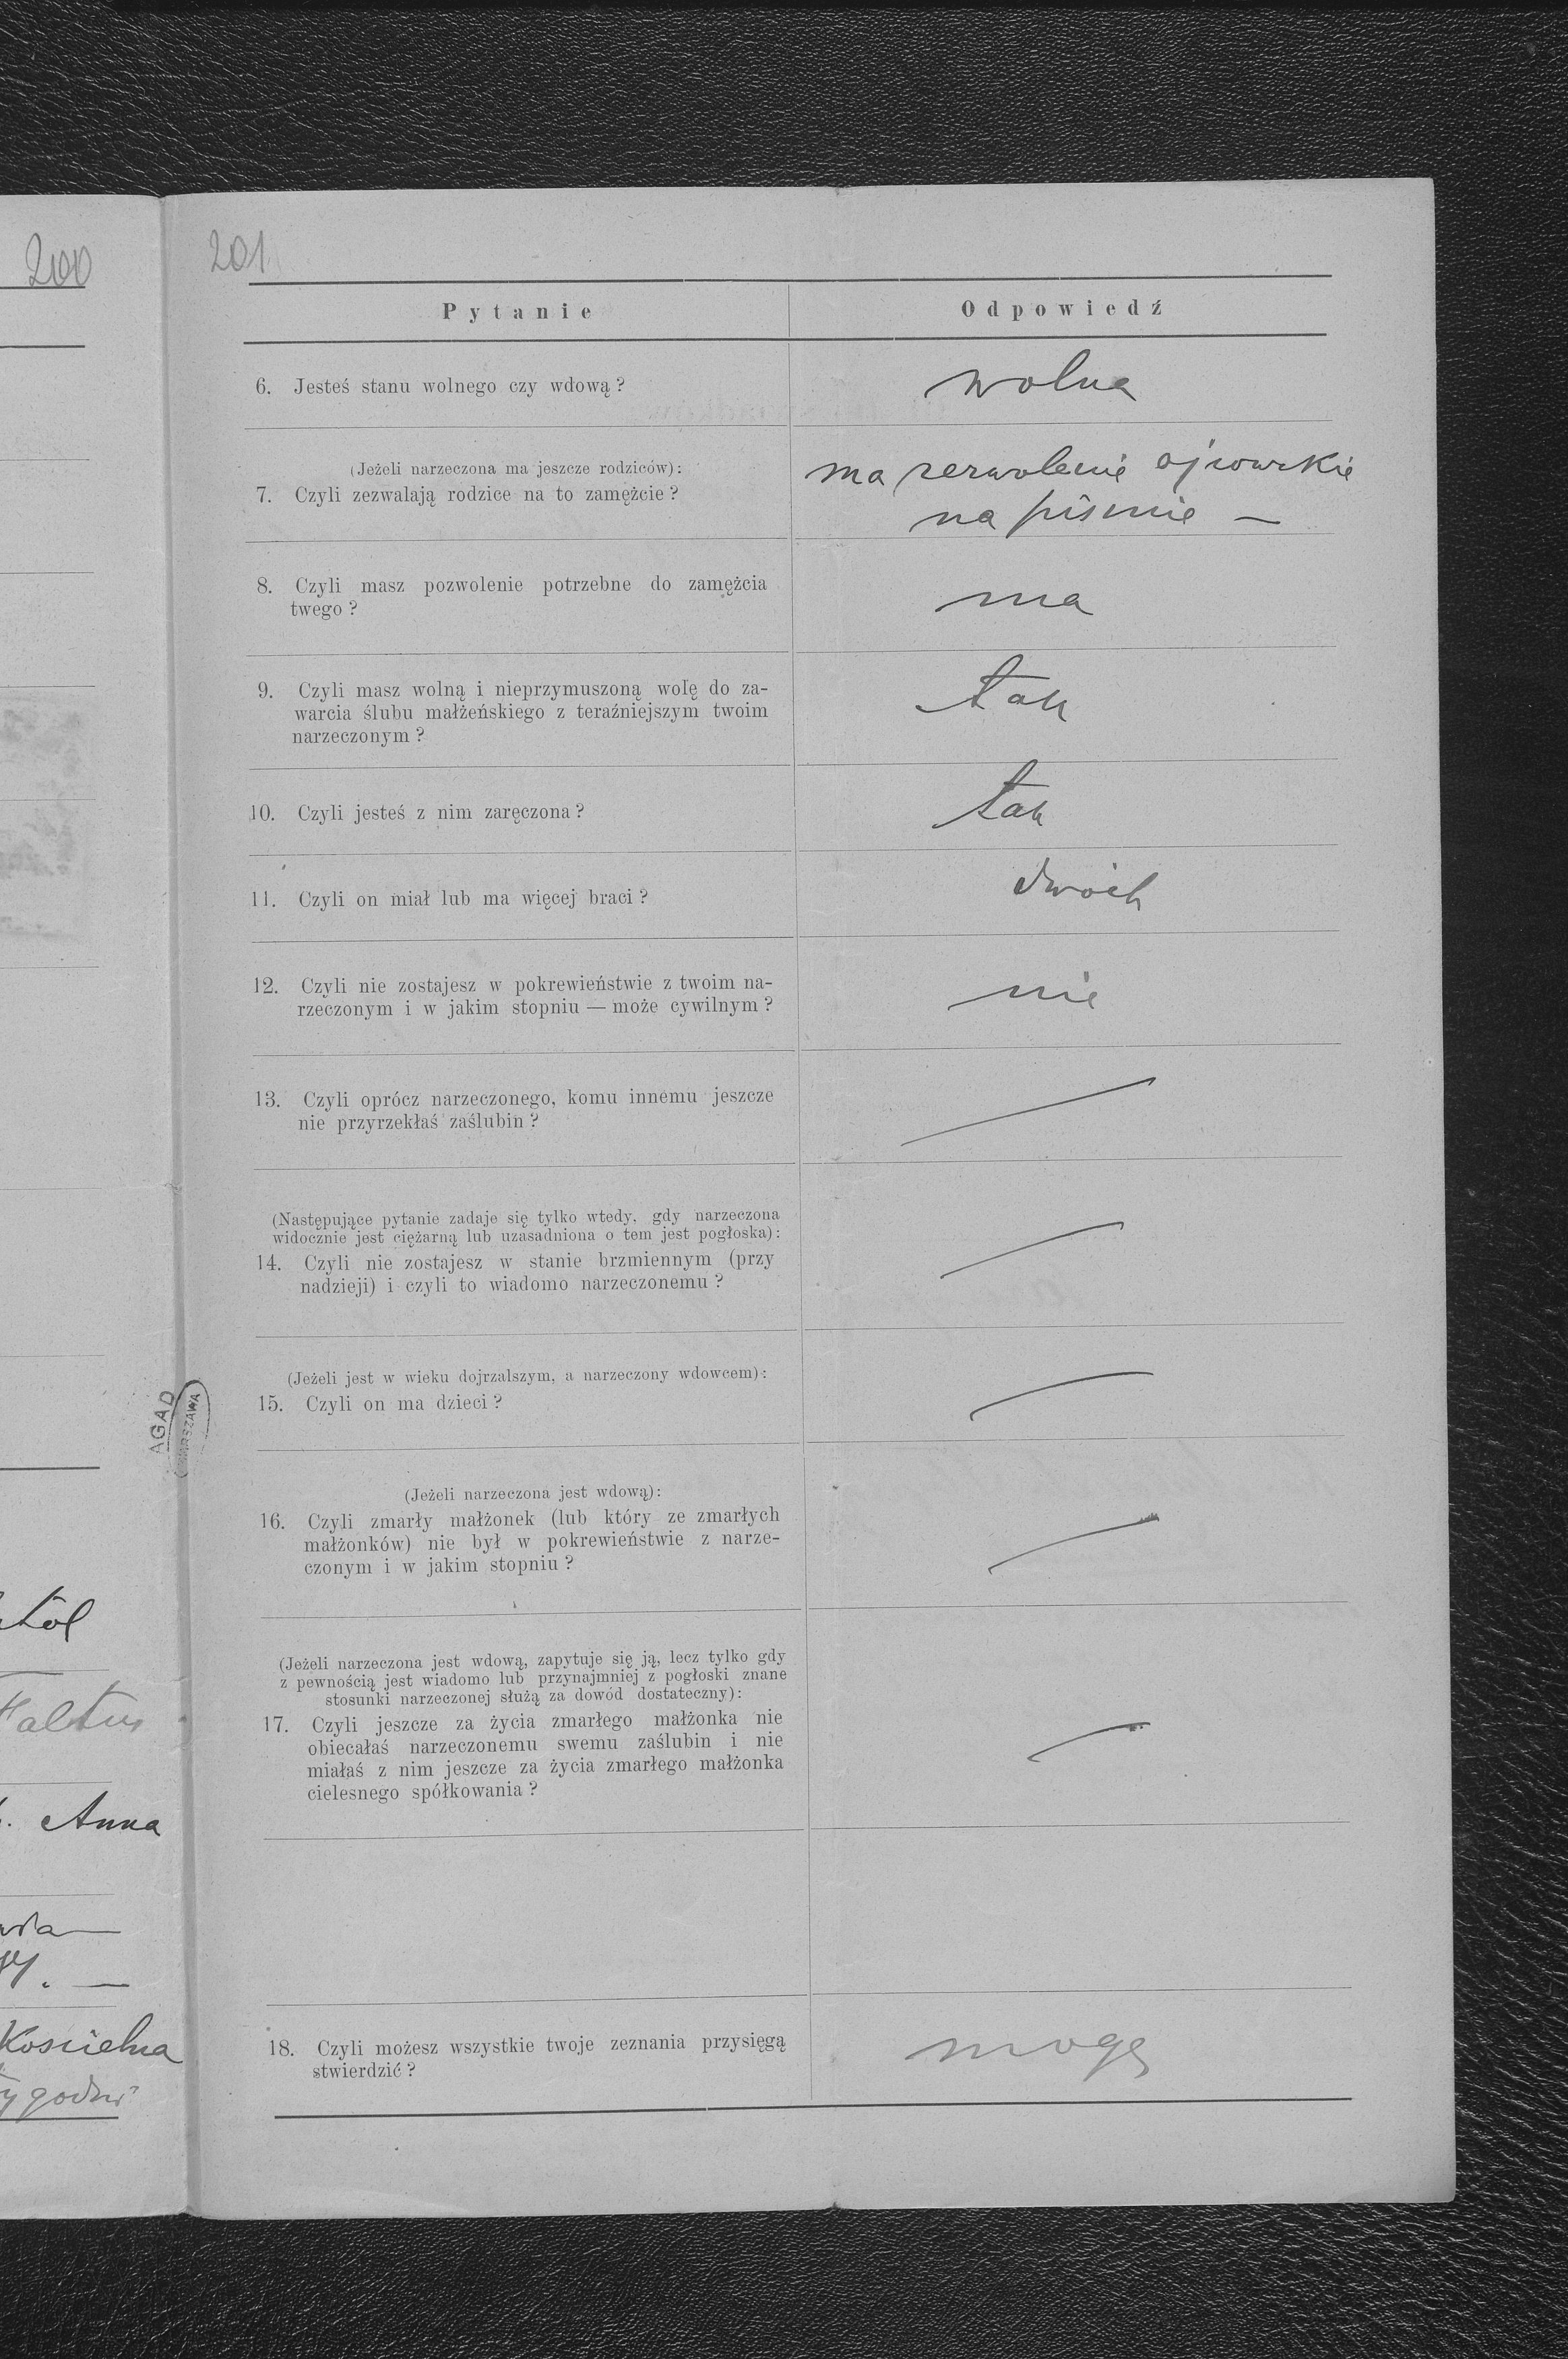 200
201
Pytanie Odpowiedź
6. Jesteś stanu wolnego czy wdową?
wolna
(Jeżeli narzeczona ma jeszcze rodziców):
7. Czyli zezwalają rodzice na to zamężcie?
ma zezwolenie ojcowskie
na piśmie —
8. Czyli masz pozwolenie potrzebne do zamężcia
twego?
ma
9. Czyli masz wolną i nieprzymuszoną wolę do za-
warcia ślubu małżeńskiego z teraźniejszym twoim
narzeczonym?
tak
10. Czyli jesteś z nim zaręczona?
tak
11. Czyli on miał lub ma więcej braci?
dwóch
12. Czyli nie zostajesz w pokrewieństwie z twoim na-
rzeczonym i w jakim stopniu — może cywilnym?
nie
13. Czyli oprócz narzeczonego, komu innemu jeszcze
nie przyrzekłaś zaślubin?
(Następujące pytanie zadaje się tylko wtedy, gdy narzeczona
widocznie jest ciężarną lub uzasadniona o tem jest pogłoska):
14. Czyli nie zostajesz w stanie brzmiennym (przy
nadzieji) i czyli to wiadomo narzeczonemu?
(Jeżeli jest w wieku dojrzalszym, a narzeczony wdowcem):
15. Czyli on ma dzieci?
AGAD
WARSZAWA
(Jeżeli narzeczona jest wdową):
16. Czyli zmarły małżonek (lub który ze zmarłych
małżonków) nie był w pokrewieństwie z narze-
czonym i w jakim stopniu?
(Jeżeli narzeczona jest wdową, zapytuje się ją, lecz tylko gdy
z pewnością jest wiadomo lub przynajmniej z pogłoski znane
stosunki narzeczonej służą za dowód dostateczny):
17. Czyli jeszcze za życia zmarłego małżonka nie
obiecałaś narzeczonemu swemu zaślubin i nie
miałaś z nim jeszcze za życia zmarłego małżonka
cielesnego spółkowania?
Anna
Kościelna
18. Czyli możesz wszystkie twoje zeznania przysięgą
stwierdzić?
mogę